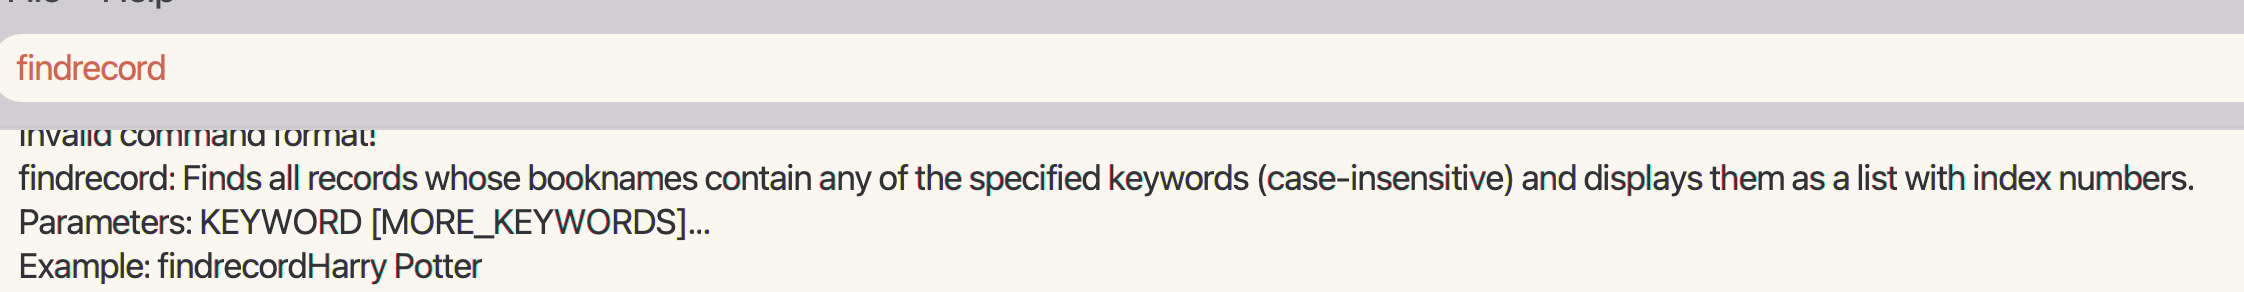 File Help
findrecord
Invalid command format!
findrecord: Finds all records whose booknames contain any of the specified keywords (case-insensitive) and displays them as a list with index numbers.
Parameters: KEYWORD [MORE_KEYWORDS]...
Example: findrecordHarry Potter